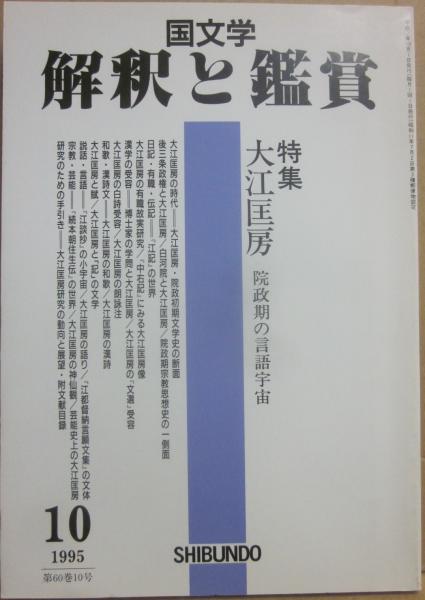 国文学
解釈と鑑賞
特集
大江匡房 院政期の言語宇宙
大江匡房の時代──大江匡房・院政初期文学史の断面
後三条政権と大江匡房/白河院と大江匡房/院政期宗教思想史の一側面
日記・有職・伝記──『江記』の世界
大江匡房の有職故実研究/『中右記』にみる大江匡房像
漢学の受容──博士家の学問と大江匡房/大江匡房の『文選』受容
大江匡房の白詩受容/大江匡房の朗詠注
和歌・漢詩文──大江匡房の和歌/大江匡房の漢詩
大江匡房と賦/大江匡房と「記」の文学
説話・言語──『江談抄』の小宇宙/大江匡房の語り/『江都督納言願文集』の文体
宗教・芸能──『続本朝往生伝』の世界/大江匡房の神仙観/芸能史上の大江匡房
研究のための手引き──大江匡房研究の動向と展望・附文献目録
10
1995
第60巻10号
SHIBUNDO